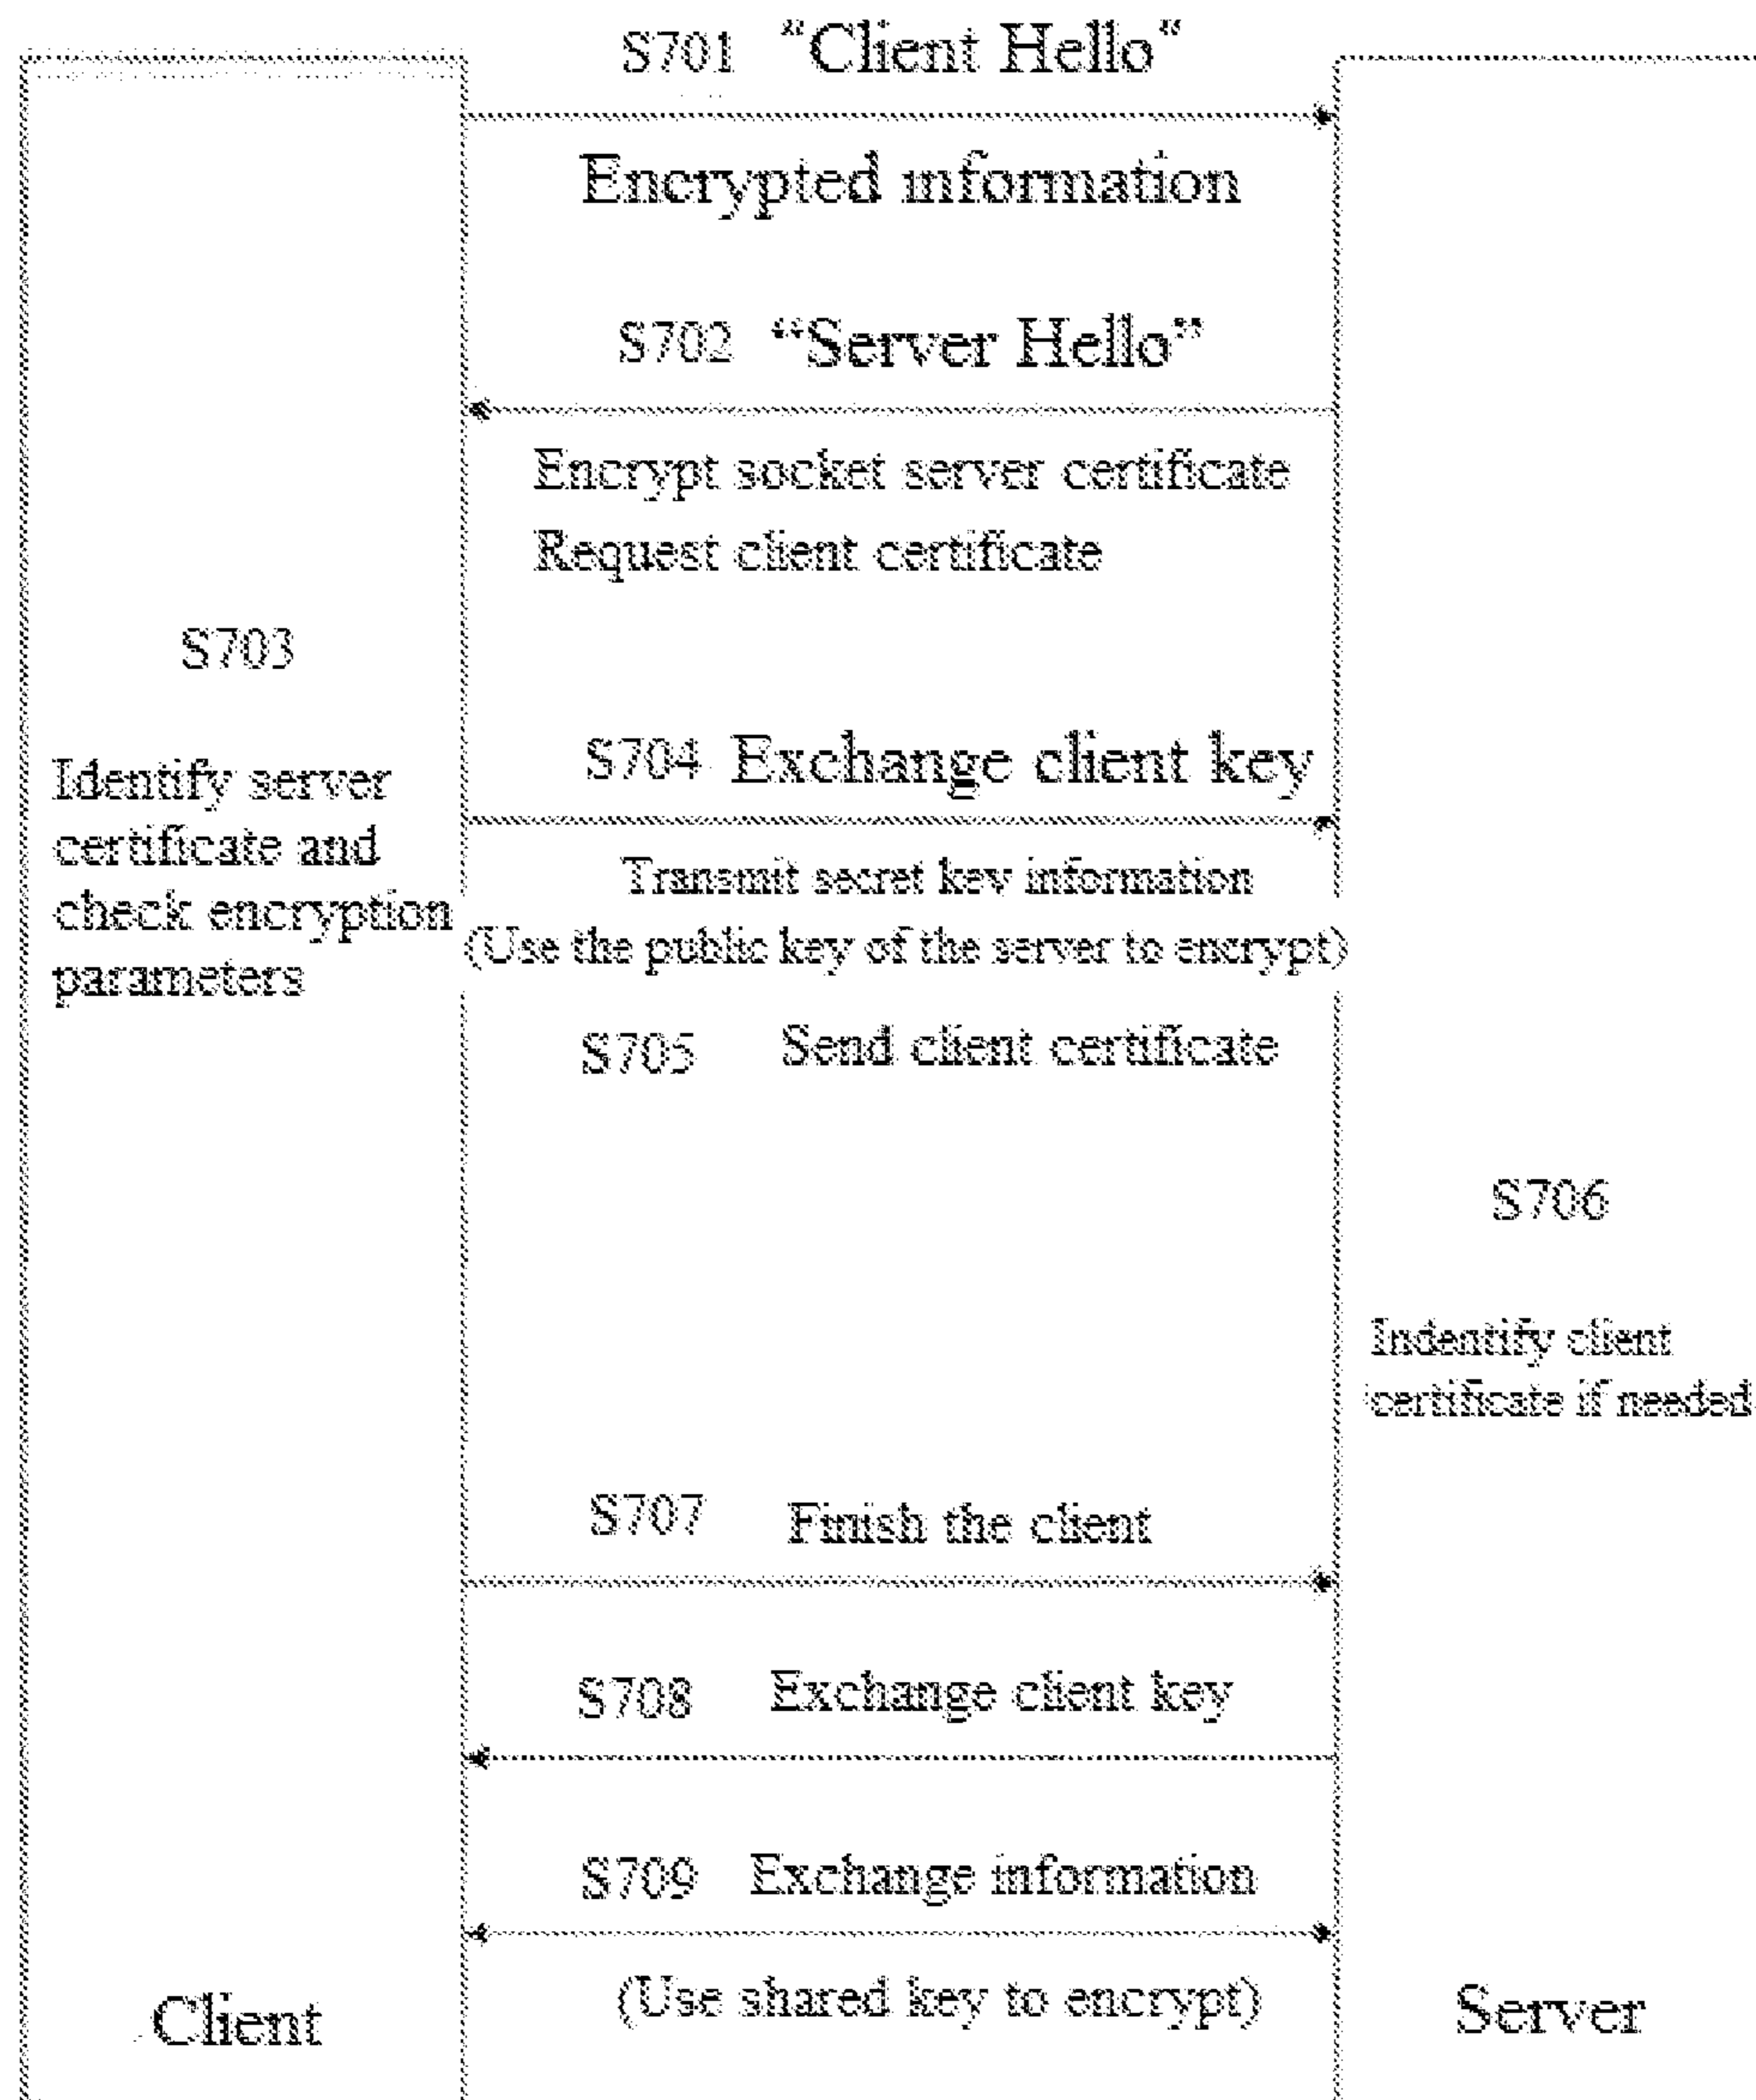 S701 "Client Hello"
Encrypted information
S702 “Server Hello”
Encrypt socket server certificate
Request client certificate
S703
Identify server
certificate and
check encryption
parameters
S704 Exchange client key
Transmit secret key information
(Use the public key of the server to encrypt)
S705 Send client certificate
S706
Indentify client
certificate if needed
S707 Finish the client
S708 Exchange client key
S709 Exchange information
(Use shared key to encrypt)
Client
Server